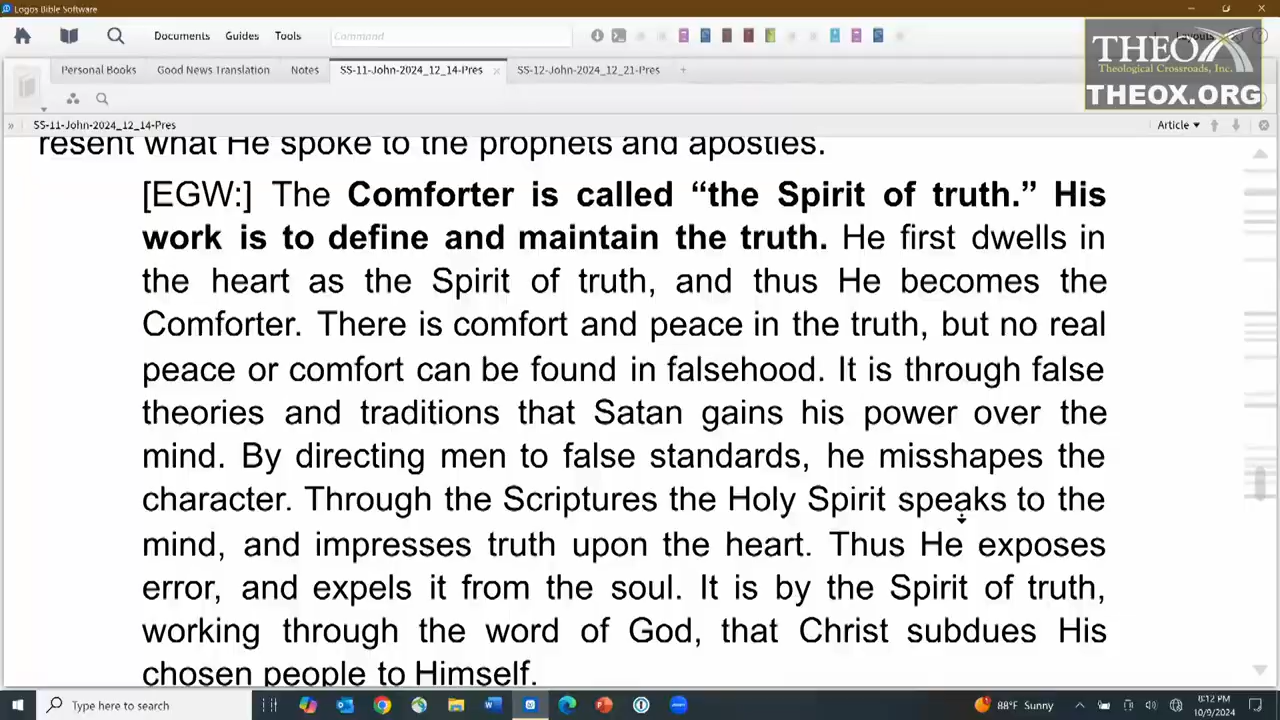 Logos Bible Software
Documents Guides Tools Command Layouts
THEOX
Theological Crossroads, Inc.
THEOX.ORG
Personal Books Good News Translation Notes SS-11-John-2024_12_14-Pres × SS-12-John-2024_12_21-Pres +
» SS-11-John-2024_12_14-Pres Article
resent what He spoke to the prophets and apostles.
[EGW:] The Comforter is called “the Spirit of truth.” His
work is to define and maintain the truth. He first dwells in
the heart as the Spirit of truth, and thus He becomes the
Comforter. There is comfort and peace in the truth, but no real
peace or comfort can be found in falsehood. It is through false
theories and traditions that Satan gains his power over the
mind. By directing men to false standards, he misshapes the
character. Through the Scriptures the Holy Spirit speaks to the
mind, and impresses truth upon the heart. Thus He exposes
error, and expels it from the soul. It is by the Spirit of truth,
working through the word of God, that Christ subdues His
chosen people to Himself.
Type here to search 88°F Sunny 8:12 PM
10/9/2024